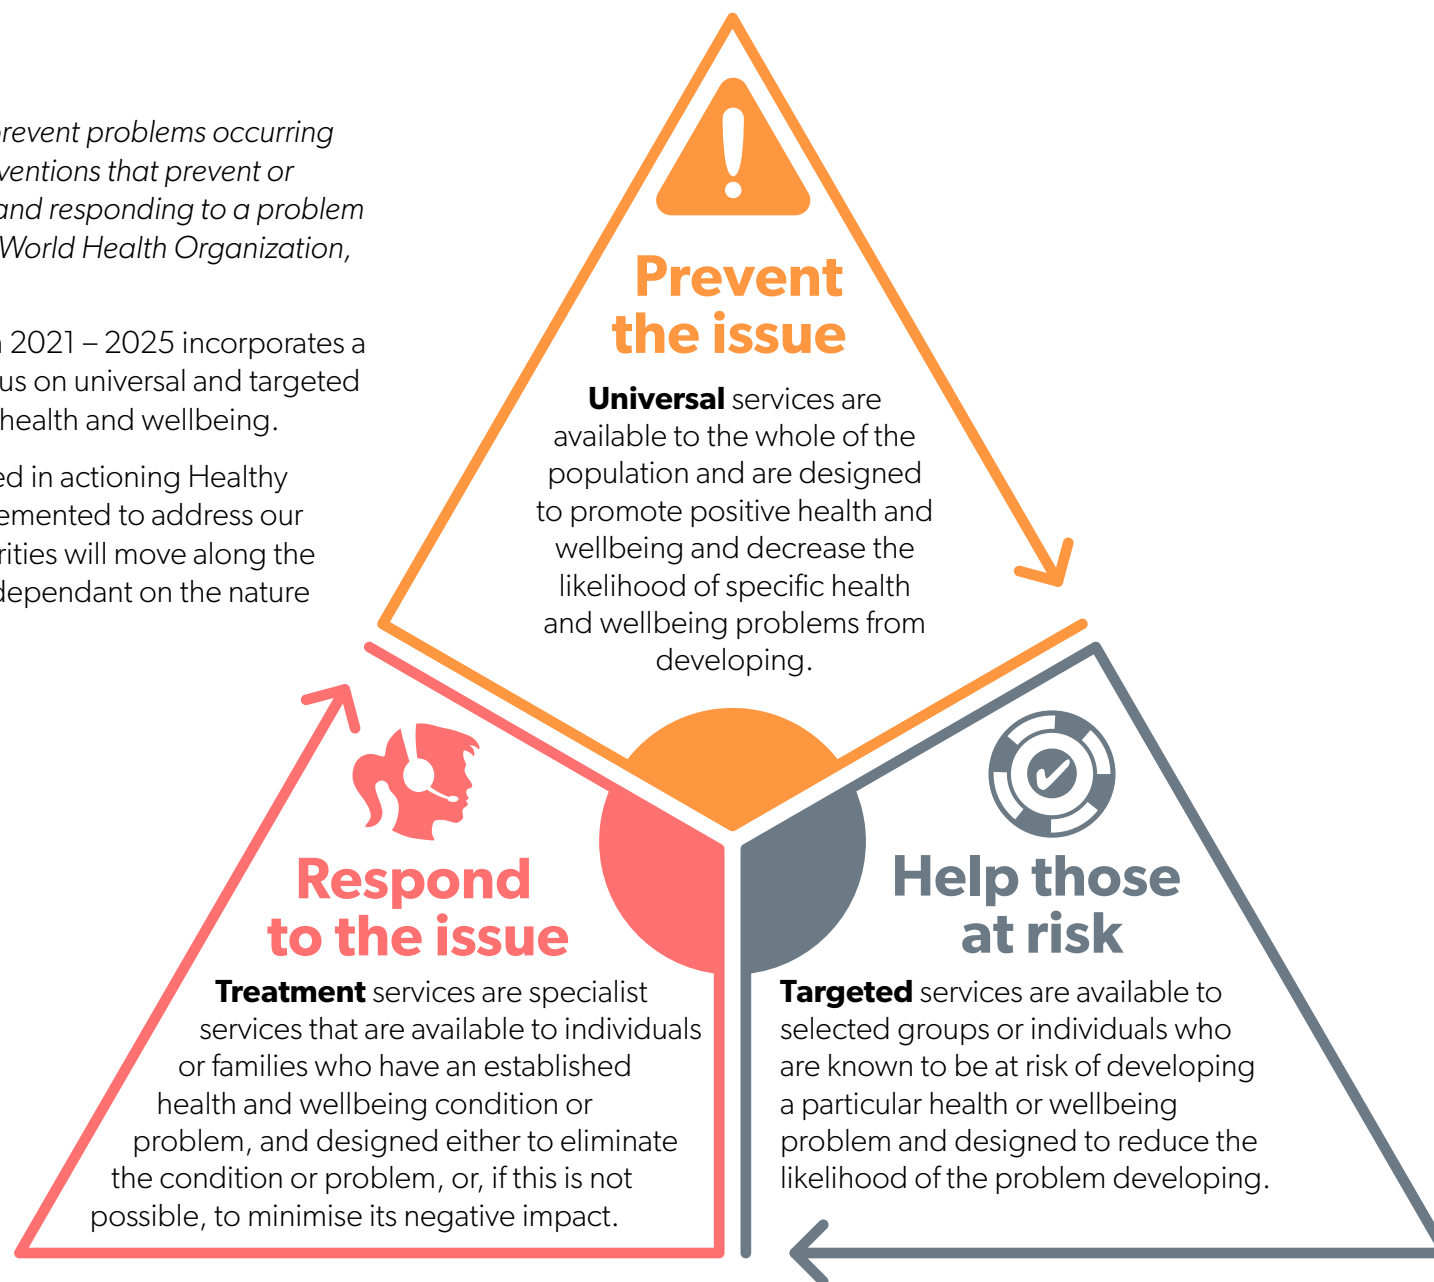 prevent problems occurring
ventions that prevent or
and responding to a problem
World Health Organization,
2021 – 2025 incorporates a
us on universal and targeted
health and wellbeing.
ed in actioning Healthy
emented to address our
rities will move along the
dependant on the nature
Prevent
the issue
Universal services are
available to the whole of the
population and are designed
to promote positive health and
wellbeing and decrease the
likelihood of specific health
and wellbeing problems from
developing.
Respond
to the issue
Treatment services are specialist
services that are available to individuals
or families who have an established
health and wellbeing condition or
problem, and designed either to eliminate
the condition or problem, or, if this is not
possible, to minimise its negative impact.
Help those
at risk
Targeted services are available to
selected groups or individuals who
are known to be at risk of developing
a particular health or wellbeing
problem and designed to reduce the
likelihood of the problem developing.